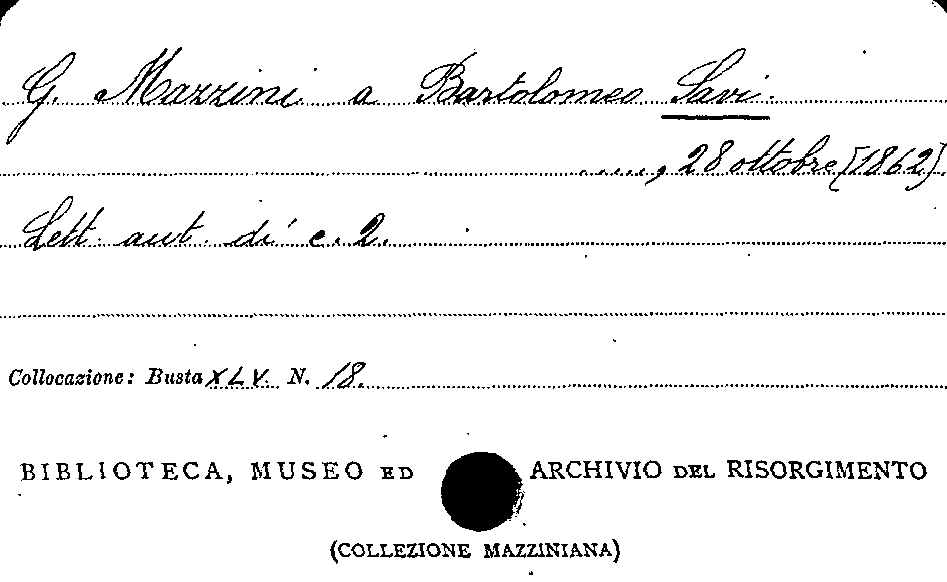 G. Mazzini a Bartolomeo Savi.
....., 28 ottobre [1862].
Lett. aut. di c. 2.
Collocazione: Busta XLV. N. 18.
BIBLIOTECA, MUSEO ED ARCHIVIO DEL RISORGIMENTO
(COLLEZIONE MAZZINIANA)